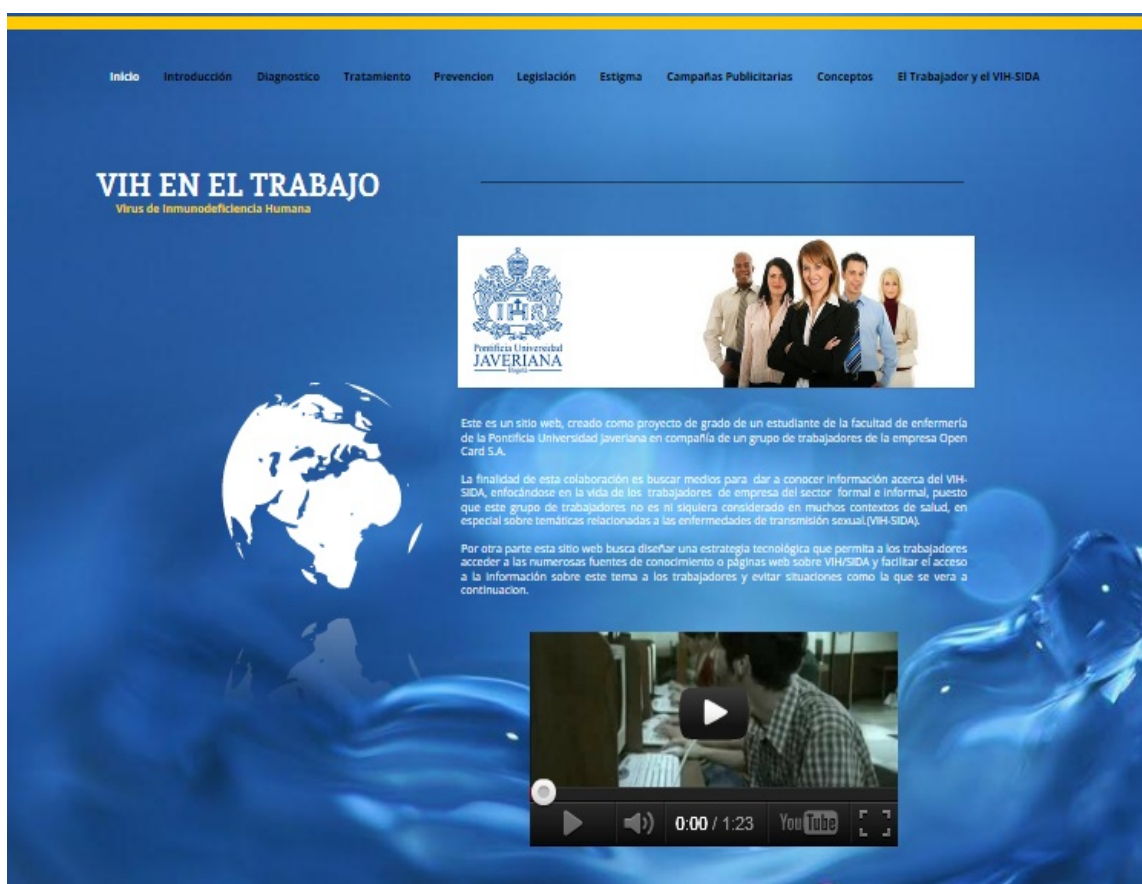 Inicio Introducción Diagnostico Tratamiento Prevencion Legislación Estigma Campañas Publicitarias Conceptos El Trabajador y el VIH-SIDA
VIH EN EL TRABAJO
Virus de Inmunodeficiencia Humana
IHS
Pontificia Universidad
JAVERIANA
Bogotá
Este es un sitio web, creado como proyecto de grado de un estudiante de la facultad de enfermería
de la Pontificia Universidad Javeriana en compañía de un grupo de trabajadores de la empresa Open
Card S.A.
La finalidad de esta colaboración es buscar medios para dar a conocer información acerca del VIH-
SIDA, enfocándose en la vida de los trabajadores de empresa del sector formal e informal, puesto
que este grupo de trabajadores no es ni siquiera considerado en muchos contextos de salud, en
especial sobre temáticas relacionadas a las enfermedades de transmisión sexual.(VIH-SIDA).
Por otra parte esta sitio web busca diseñar una estrategia tecnológica que permita a los trabajadores
acceder a las numerosas fuentes de conocimiento o páginas web sobre VIH/SIDA y facilitar el acceso
a la información sobre este tema a los trabajadores y evitar situaciones como la que se vera a
continuacion.
0:00 / 1:23 YouTube